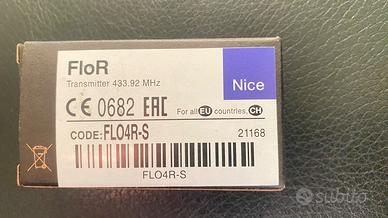 FloR
Transmitter 433.92 MHz
Nice
CE 0682 EAC
For all EU countries, CH
CODE: FLO4R-S
21168
FLO4R-S
subito